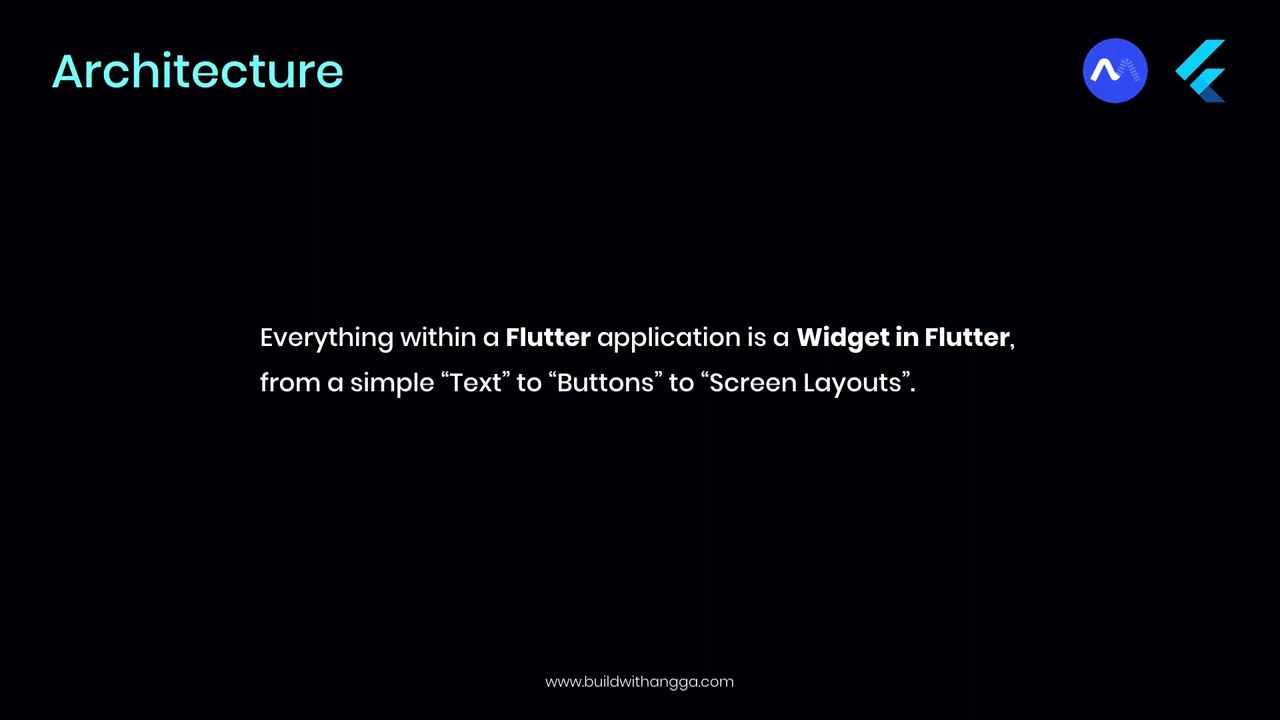 Architecture
Everything within a Flutter application is a Widget in Flutter,
from a simple “Text” to “Buttons” to “Screen Layouts”.
www.buildwithangga.com